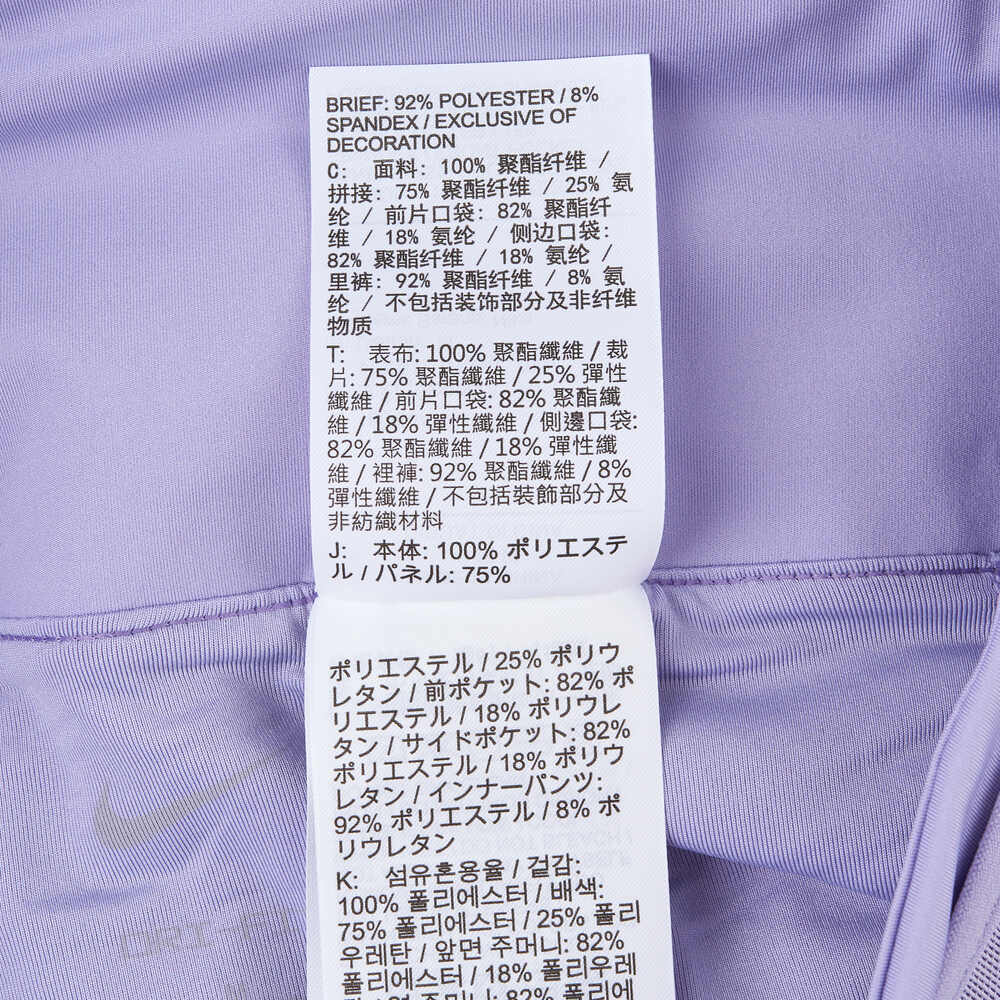 BRIEF: 92% POLYESTER / 8%
SPANDEX / EXCLUSIVE OF
DECORATION
C: 面料: 100% 聚酯纤维 /
拼接: 75% 聚酯纤维 / 25% 氨
纶 / 前片口袋: 82% 聚酯纤
维 / 18% 氨纶 / 侧边口袋:
82% 聚酯纤维 / 18% 氨纶 /
里裤: 92% 聚酯纤维 / 8% 氨
纶 / 不包括装饰部分及非纤维
物质
T: 表布: 100% 聚酯纖維 / 裁
片: 75% 聚酯纖維 / 25% 彈性
纖維 / 前片口袋: 82% 聚酯纖
維 / 18% 彈性纖維 / 側邊口袋:
82% 聚酯纖維 / 18% 彈性纖
維 / 裡褲: 92% 聚酯纖維 / 8%
彈性纖維 / 不包括裝飾部分及
非紡織材料
J: 本体: 100% ポリエステ
ル / パネル: 75%
ポリエステル / 25% ポリウ
レタン / 前ポケット: 82% ポ
リエステル / 18% ポリウレ
タン / サイドポケット: 82%
ポリエステル / 18% ポリウ
レタン / インナーパンツ:
92% ポリエステル / 8% ポ
リウレタン
K: 섬유혼용율 / 겉감:
100% 폴리에스터 / 배색:
75% 폴리에스터 / 25% 폴리
우레탄 / 앞면 주머니: 82%
폴리에스터 / 18% 폴리우레
DRI-FIT